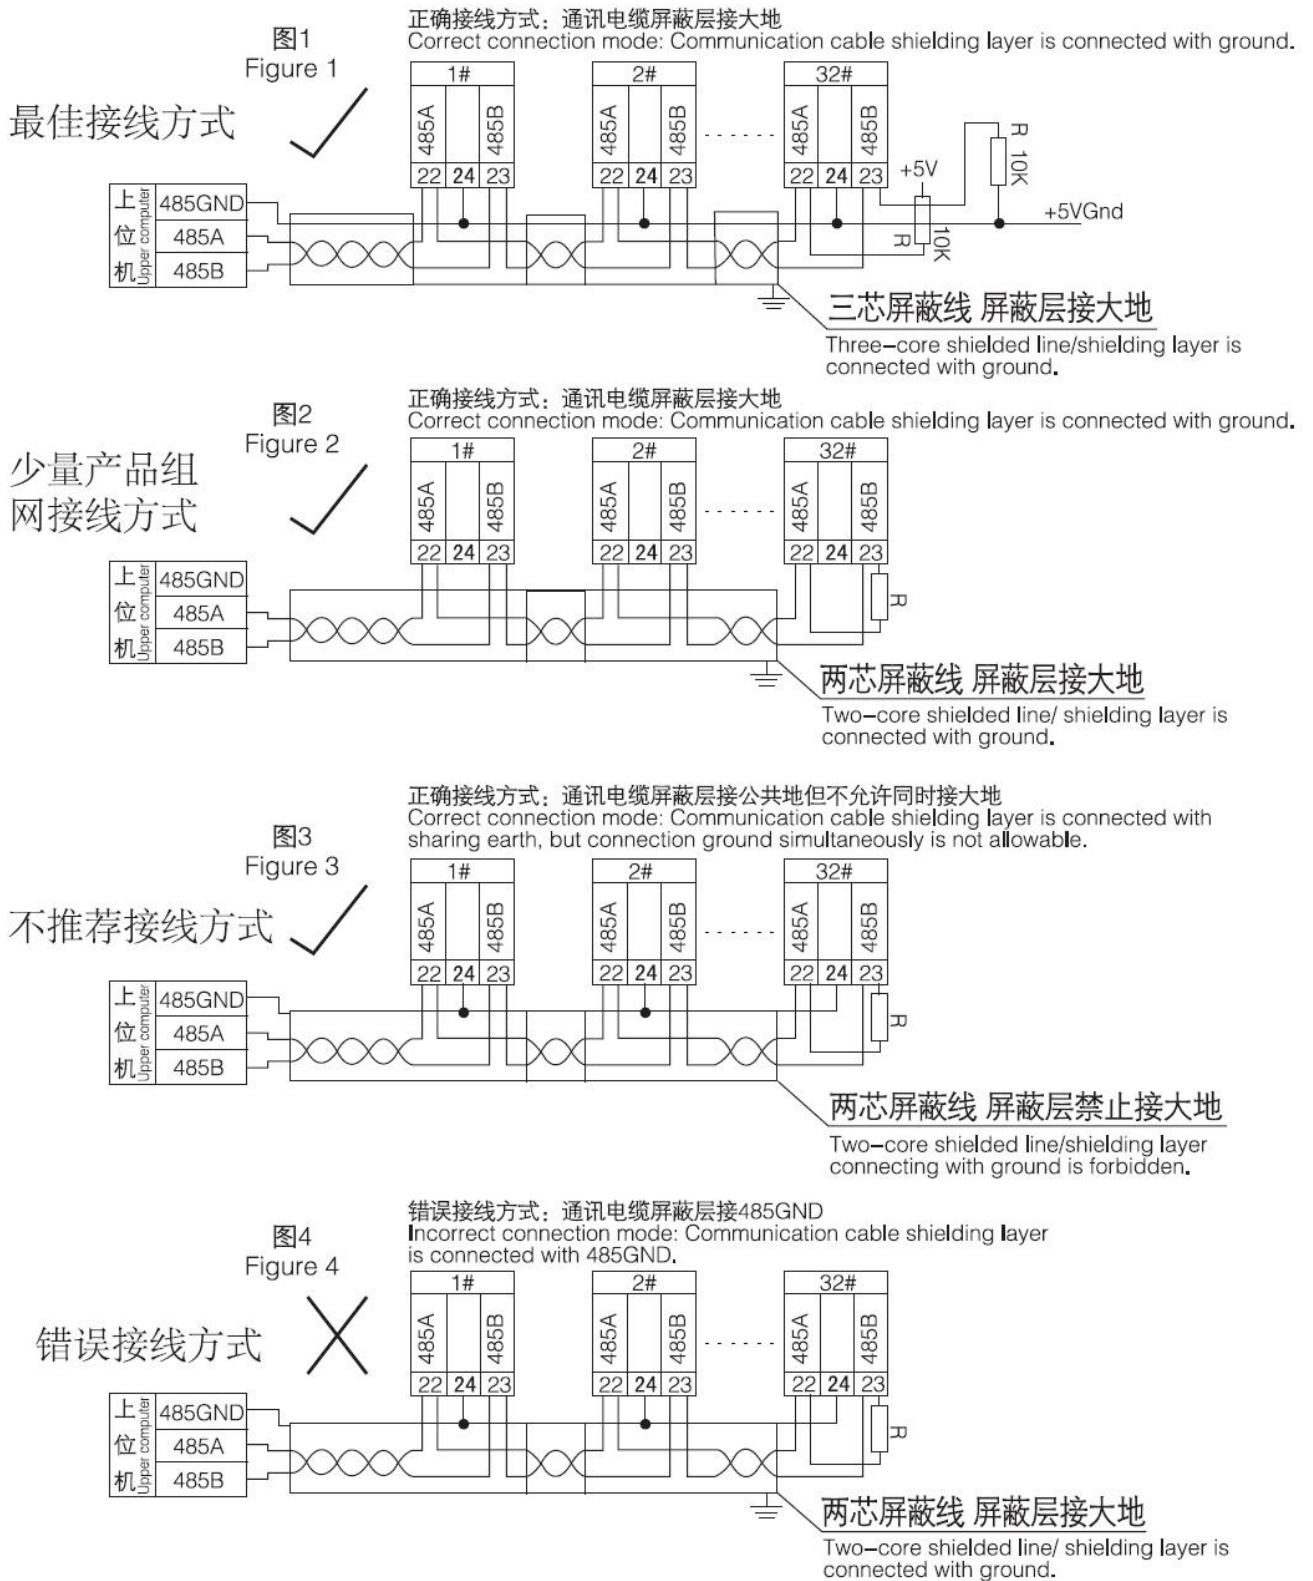 图1
Figure 1
正确接线方式：通讯电缆屏蔽层接大地
Correct connection mode: Communication cable shielding layer is connected with ground.
最佳接线方式
1#
2#
32#
485A
485B
485A
485B
485A
485B
22 24 23
22 24 23
22 24 23
R 10K
+5V
R 10K
+5VGnd
上位机
Upper computer
485GND
485A
485B
三芯屏蔽线 屏蔽层接大地
Three-core shielded line/shielding layer is
connected with ground.
图2
Figure 2
正确接线方式：通讯电缆屏蔽层接大地
Correct connection mode: Communication cable shielding layer is connected with ground.
少量产品组
网接线方式
1#
2#
32#
485A
485B
485A
485B
485A
485B
22 24 23
22 24 23
22 24 23
R
上位机
Upper computer
485GND
485A
485B
两芯屏蔽线 屏蔽层接大地
Two-core shielded line/ shielding layer is
connected with ground.
图3
Figure 3
正确接线方式：通讯电缆屏蔽层接公共地但不允许同时接大地
Correct connection mode: Communication cable shielding layer is connected with
sharing earth, but connection ground simultaneously is not allowable.
不推荐接线方式
1#
2#
32#
485A
485B
485A
485B
485A
485B
22 24 23
22 24 23
22 24 23
R
上位机
Upper computer
485GND
485A
485B
两芯屏蔽线 屏蔽层禁止接大地
Two-core shielded line/shielding layer
connecting with ground is forbidden.
图4
Figure 4
错误接线方式：通讯电缆屏蔽层接485GND
Incorrect connection mode: Communication cable shielding layer
is connected with 485GND.
错误接线方式
1#
2#
32#
485A
485B
485A
485B
485A
485B
22 24 23
22 24 23
22 24 23
R
上位机
Upper computer
485GND
485A
485B
两芯屏蔽线 屏蔽层接大地
Two-core shielded line/ shielding layer is
connected with ground.